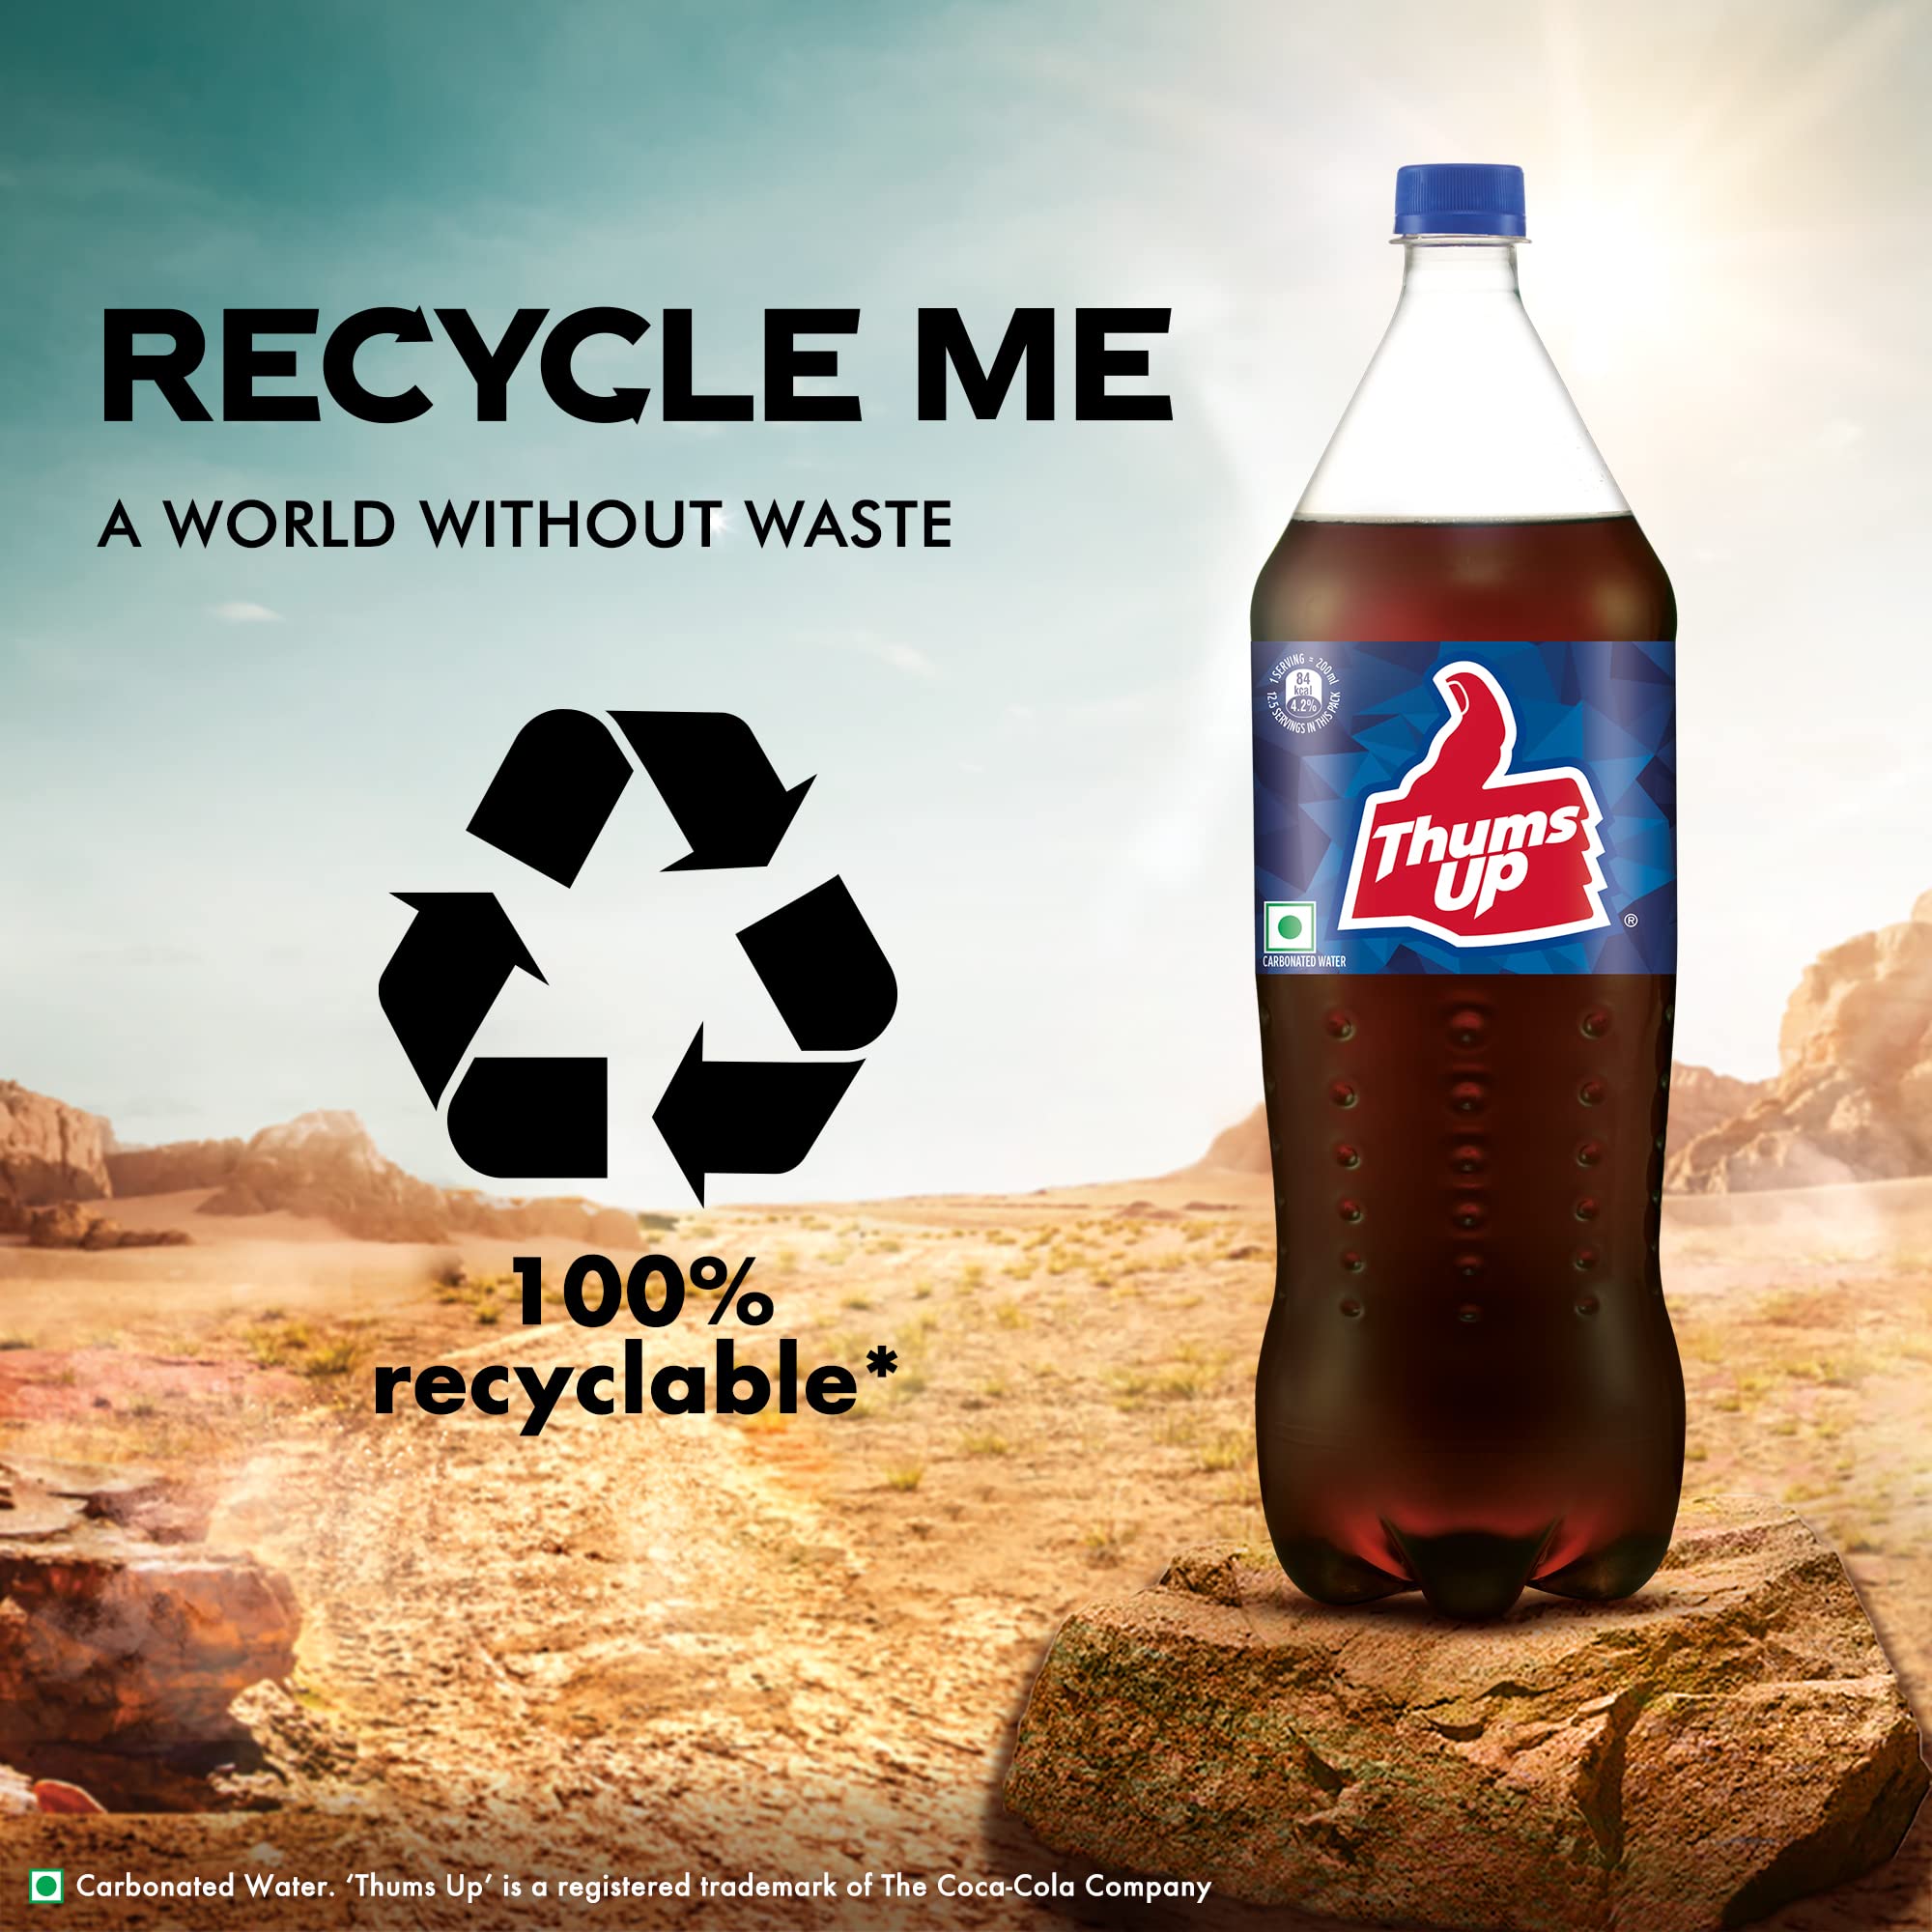 RECYCLE ME
A WORLD WITHOUT WASTE
1 SERVING = 200ml
84
kcal
4.2%
12.5 SERVINGS IN THIS PACK
Thums
Up
®
CARBONATED WATER
100%
recyclable*
Carbonated Water. ‘Thums Up’ is a registered trademark of The Coca-Cola Company